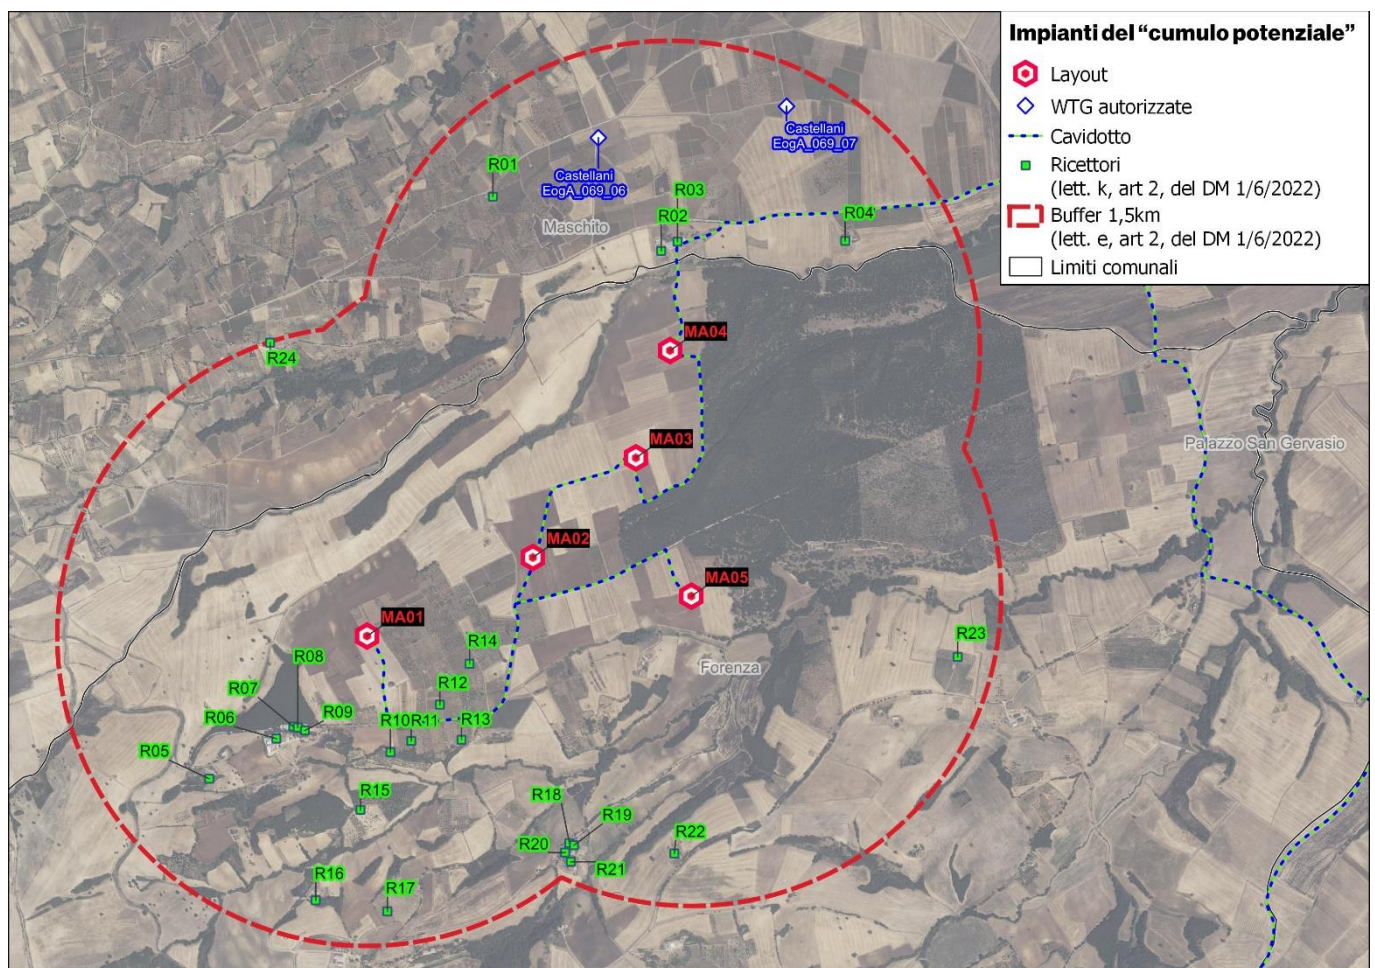 Impianti del “cumulo potenziale”
Layout
WTG autorizzate
Cavidotto
Ricettori
(lett. k, art 2, del DM 1/6/2022)
Buffer 1,5km
(lett. e, art 2, del DM 1/6/2022)
Limiti comunali
Castellani
EogA_069_07
Castellani
EogA_069_06
R01
R03
R02
R04
Maschito
MA04
R24
MA03
Palazzo San Gervasio
MA02
MA05
MA01
R14
R23
R08
Forenza
R07
R12
R06
R09
R10
R11
R13
R05
R15
R18
R19
R20
R22
R21
R16
R17